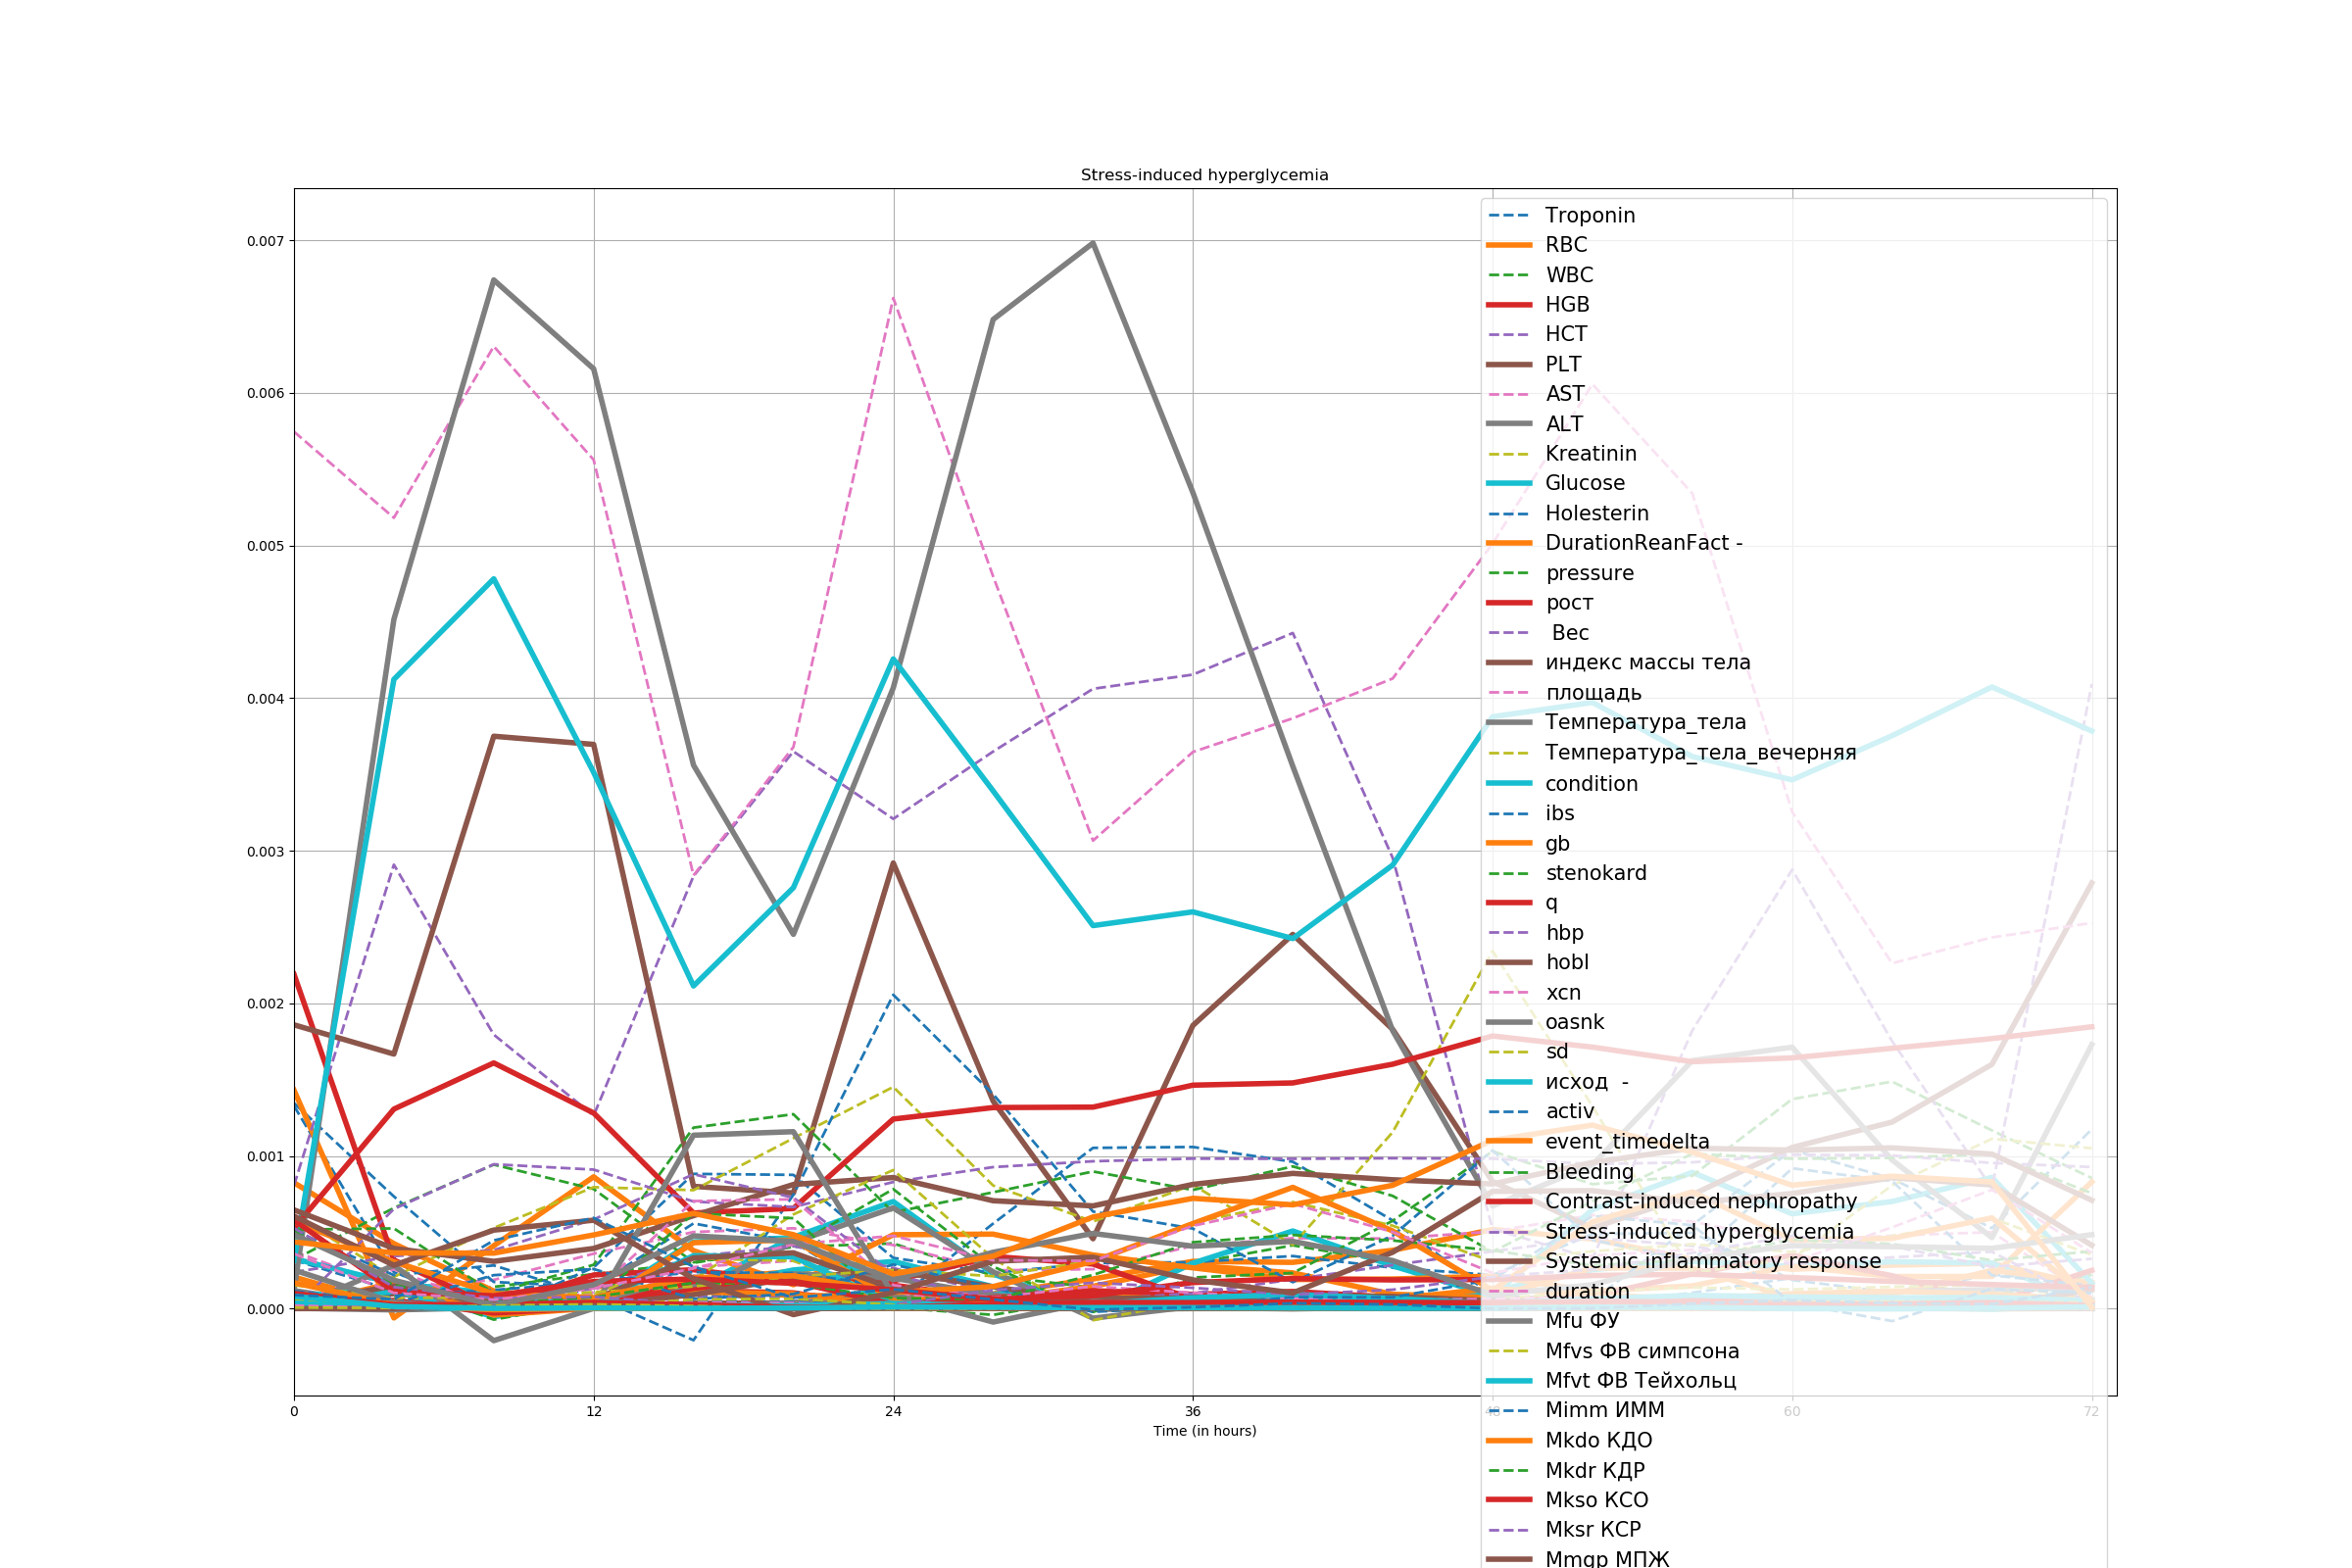 Stress-induced hyperglycemia
0.007
0.006
0.005
0.004
0.003
0.002
0.001
0.000
0
12
24
36
48
60
72
Time (in hours)
Troponin
RBC
WBC
HGB
HCT
PLT
AST
ALT
Kreatinin
Glucose
Holesterin
DurationReanFact -
pressure
рост
Вес
индекс массы тела
площадь
Температура_тела
Температура_тела_вечерняя
condition
ibs
gb
stenokard
q
hbp
hobl
xcn
oasnk
sd
исход -
activ
event_timedelta
Bleeding
Contrast-induced nephropathy
Stress-induced hyperglycemia
Systemic inflammatory response
duration
Mfu ФУ
Mfvs ФВ симпсона
Mfvt ФВ Тейхольц
Mimm ИММ
Mkdo КДО
Mkdr КДР
Mkso КСО
Mksr КСР
Mmgp МПЖ